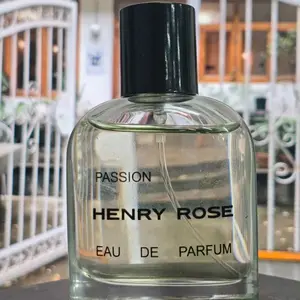 PASSION
HENRY ROSE
EAU DE PARFUM